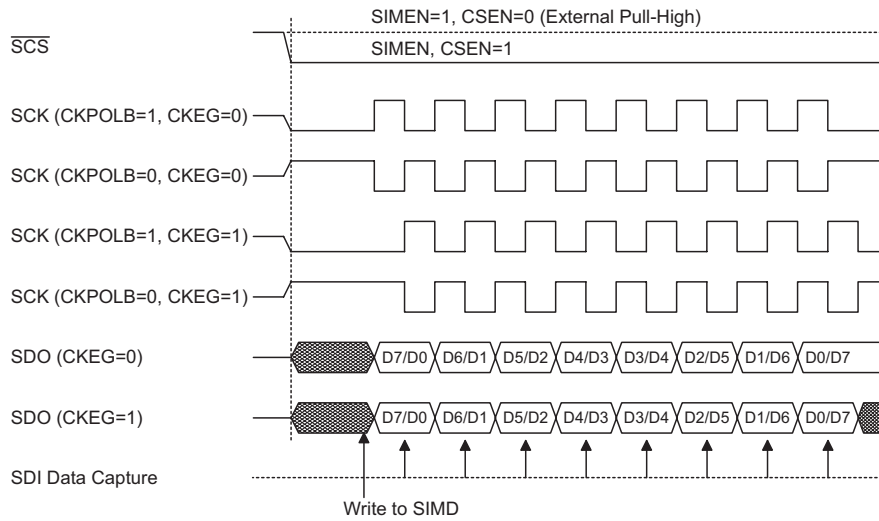 SIMEN=1, CSEN=0 (External Pull-High)
SCS
SIMEN, CSEN=1
SCK (CKPOLB=1, CKEG=0)
SCK (CKPOLB=0, CKEG=0)
SCK (CKPOLB=1, CKEG=1)
SCK (CKPOLB=0, CKEG=1)
SDO (CKEG=0) D7/D0 D6/D1 D5/D2 D4/D3 D3/D4 D2/D5 D1/D6 D0/D7
SDO (CKEG=1) D7/D0 D6/D1 D5/D2 D4/D3 D3/D4 D2/D5 D1/D6 D0/D7
SDI Data Capture
Write to SIMD